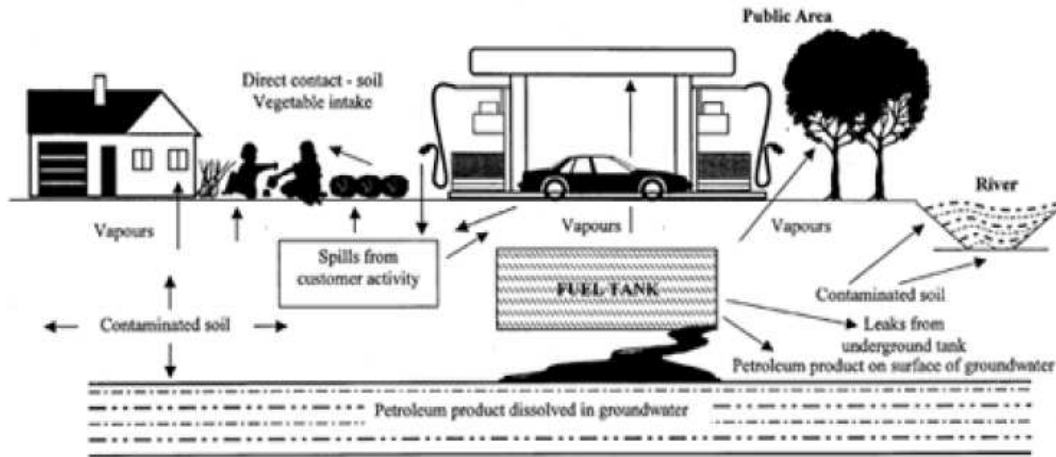 Public Area
Direct contact - soil
Vegetable intake
River
Vapours
Vapours
Vapours
Spills from
customer activity
FUEL TANK
Contaminated soil
Contaminated soil
Leaks from
underground tank
Petroleum product on surface of groundwater
Petroleum product dissolved in groundwater